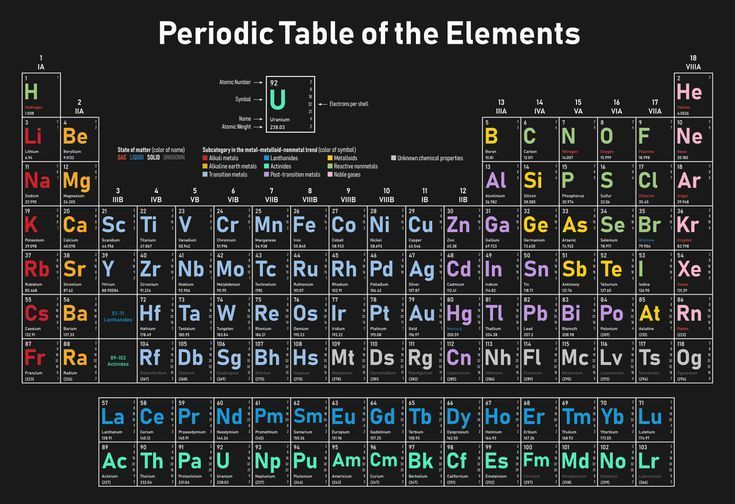 Periodic Table of the Elements
1 18
IA VIIIA
1 2
H He
Hydrogen Helium
1.008 4.0026
Atomic Number 92
Symbol U Electrons per shell
Name Uranium
Atomic Weight 238.03
2 13 14 15 16 17
IIA IIIA IVA VA VIA VIIA
3 4 5 6 7 8 9 10
Li Be B C N O F Ne
Lithium Beryllium Boron Carbon Nitrogen Oxygen Fluorine Neon
6.94 9.0122 10.81 12.011 14.007 15.999 18.998 20.180
State of matter (color of name)
GAS LIQUID SOLID UNKNOWN
Subcategory in the metal-metalloid-nonmetal trend (color of symbol)
Alkali metals Lanthanides Metalloids Unknown chemical properties
Alkaline earth metals Actinides Reactive nonmetals
Transition metals Post-transition metals Noble gases
11 12 13 14 15 16 17 18
Na Mg Al Si P S Cl Ar
Sodium Magnesium Aluminium Silicon Phosphorus Sulfur Chlorine Argon
22.990 24.305 26.982 28.085 30.974 32.06 35.45 39.948
3 4 5 6 7 8 9 10 11 12
IIIB IVB VB VIB VIIB VIIIB VIIIB VIIIB IB IIB
19 20 21 22 23 24 25 26 27 28 29 30 31 32 33 34 35 36
K Ca Sc Ti V Cr Mn Fe Co Ni Cu Zn Ga Ge As Se Br Kr
Potassium Calcium Scandium Titanium Vanadium Chromium Manganese Iron Cobalt Nickel Copper Zinc Gallium Germanium Arsenic Selenium Bromine Krypton
39.098 40.078 44.956 47.867 50.942 51.996 54.938 55.845 58.933 58.693 63.546 65.38 69.723 72.630 74.922 78.971 79.904 83.798
37 38 39 40 41 42 43 44 45 46 47 48 49 50 51 52 53 54
Rb Sr Y Zr Nb Mo Tc Ru Rh Pd Ag Cd In Sn Sb Te I Xe
Rubidium Strontium Yttrium Zirconium Niobium Molybdenum Technetium Ruthenium Rhodium Palladium Silver Cadmium Indium Tin Antimony Tellurium Iodine Xenon
85.468 87.62 88.90584 91.224 92.906 95.95 (98) 101.07 102.91 106.42 107.87 112.41 114.82 118.71 121.76 127.60 126.90 131.29
55 56 57-71 72 73 74 75 76 77 78 79 80 81 82 83 84 85 86
Cs Ba Lanthanides Hf Ta W Re Os Ir Pt Au Hg Tl Pb Bi Po At Rn
Caesium Barium Hafnium Tantalum Tungsten Rhenium Osmium Iridium Platinum Gold Mercury Thallium Lead Bismuth Polonium Astatine Radon
132.91 137.33 178.49 180.95 183.84 186.21 190.23 192.22 195.08 196.97 200.59 204.38 207.2 208.98 (209) (210) (222)
87 88 89-103 104 105 106 107 108 109 110 111 112 113 114 115 116 117 118
Fr Ra Actinides Rf Db Sg Bh Hs Mt Ds Rg Cn Nh Fl Mc Lv Ts Og
Francium Radium
(223) (226) (267) (268) (269) (270)
57 58 59 60 61 62 63 64 65 66 67 68 69 70 71
La Ce Pr Nd Pm Sm Eu Gd Tb Dy Ho Er Tm Yb Lu
Lanthanum Cerium Praseodymium Neodymium Promethium Samarium Europium Gadolinium Terbium Dysprosium Holmium Erbium Thulium Ytterbium Lutetium
138.91 140.12 140.91 144.24 (145) 150.36 151.96 157.25 158.93 162.50 164.93 167.26 168.93 173.05 174.97
89 90 91 92 93 94 95 96 97 98 99 100 101 102 103
Ac Th Pa U Np Pu Am Cm Bk Cf Es Fm Md No Lr
Actinium Thorium Protactinium Uranium Neptunium Plutonium Americium Curium Berkelium Californium Einsteinium
(227) 232.04 231.04 238.03 (237) (244) (243) (247) (247) (251) (252) (257) (258) (259) (266)